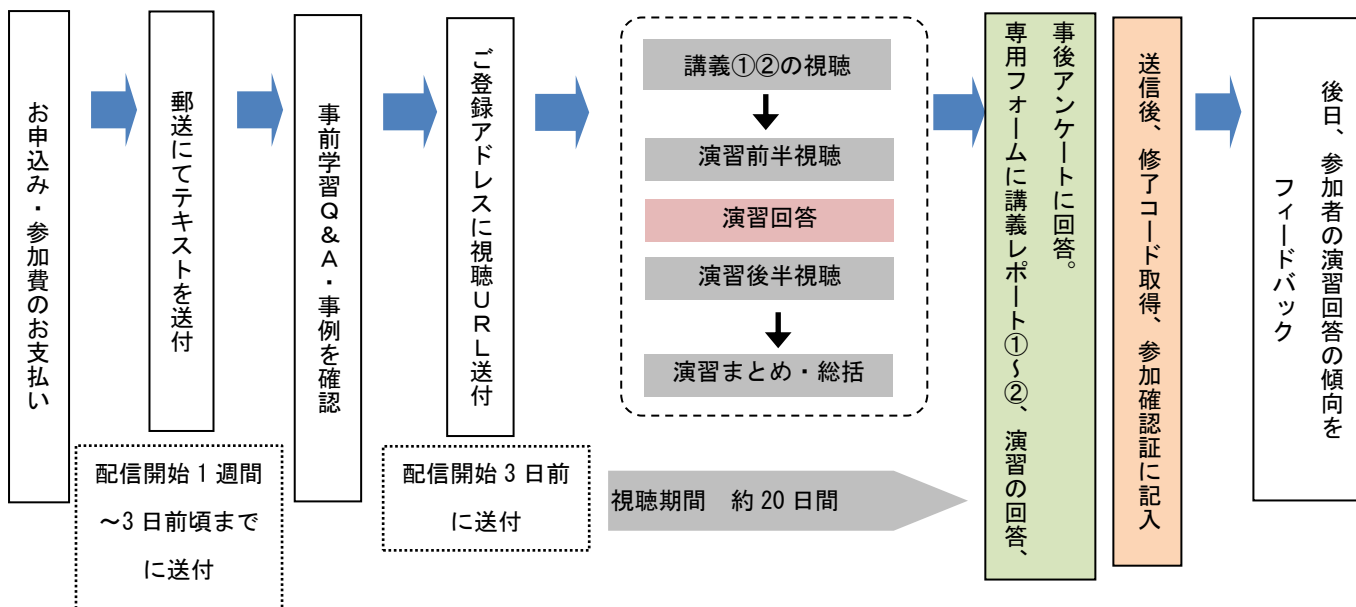 お申込み・参加費のお支払い
郵送にてテキストを送付
配信開始1週間
～3日前頃まで
に送付
事前学習Q&A・事例を確認
ご登録アドレスに視聴URL送付
配信開始3日前
に送付
講義①②の視聴
演習前半視聴
演習回答
演習後半視聴
演習まとめ・総括
視聴期間　約20日間
専用フォームに講義レポート①～②、演習の回答、
事後アンケートに回答。
送信後、修了コード取得、参加確認証に記入
後日、参加者の演習回答の傾向を
フィードバック